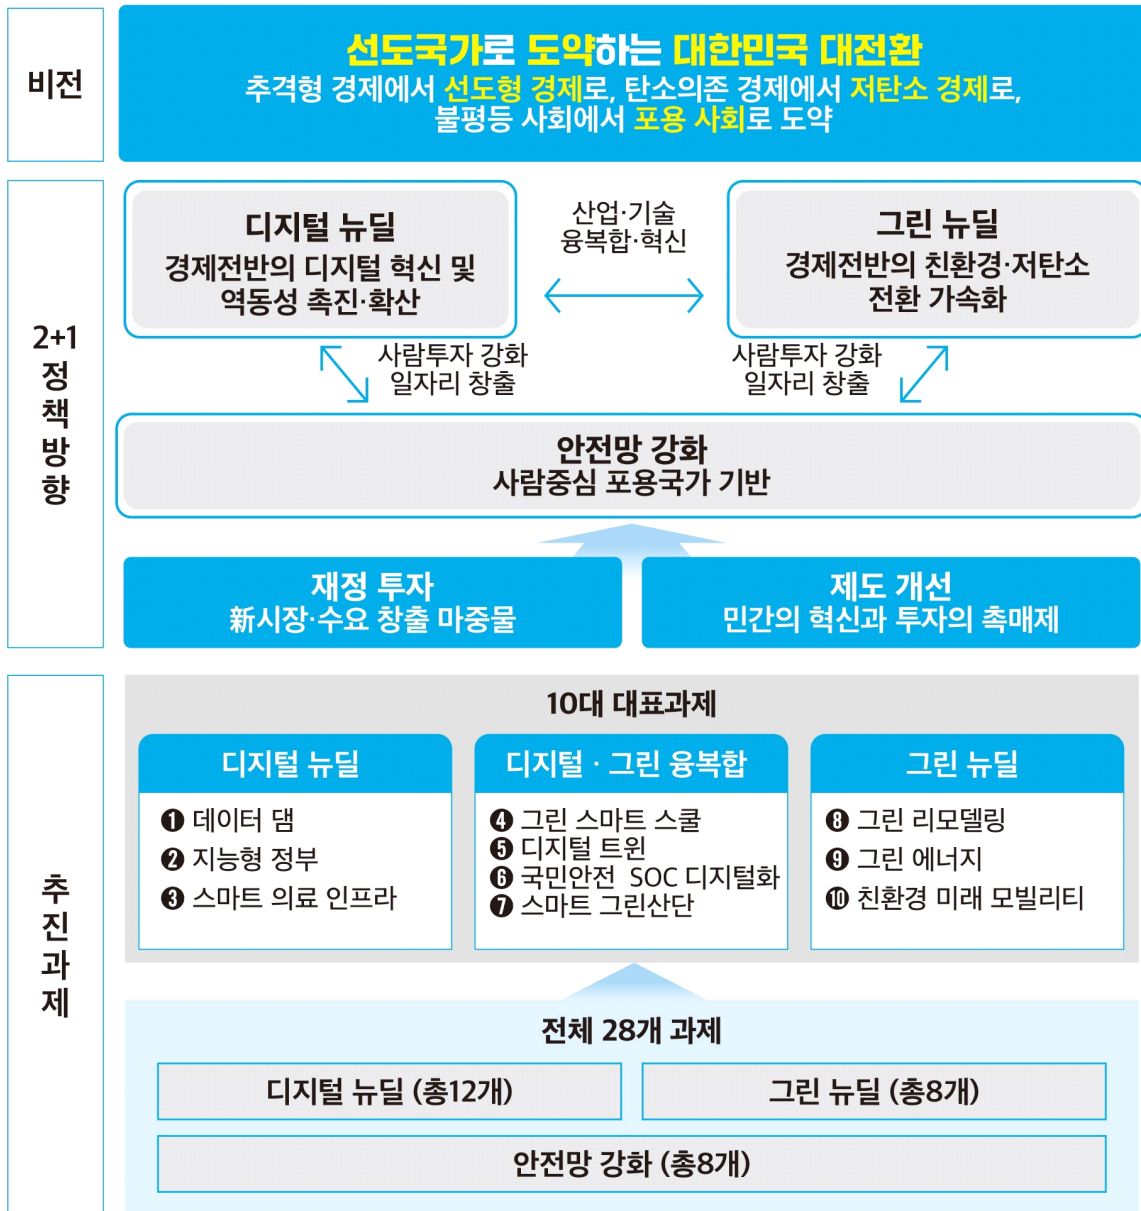 비전
선도국가로 도약하는 대한민국 대전환
추격형 경제에서 선도형 경제로, 탄소의존 경제에서 저탄소 경제로,
불평등 사회에서 포용 사회로 도약
2+1
정
책
방
향
디지털 뉴딜
경제전반의 디지털 혁신 및
역동성 촉진·확산
산업·기술
융복합·혁신
그린 뉴딜
경제전반의 친환경·저탄소
전환 가속화
사람투자 강화
일자리 창출
사람투자 강화
일자리 창출
안전망 강화
사람중심 포용국가 기반
재정 투자
新시장·수요 창출 마중물
제도 개선
민간의 혁신과 투자의 촉매제
추
진
과
제
10대 대표과제
디지털 뉴딜
❶ 데이터 댐
❷ 지능형 정부
❸ 스마트 의료 인프라
디지털 · 그린 융복합
❹ 그린 스마트 스쿨
❺ 디지털 트윈
❻ 국민안전 SOC 디지털화
❼ 스마트 그린산단
그린 뉴딜
❽ 그린 리모델링
❾ 그린 에너지
❿ 친환경 미래 모빌리티
전체 28개 과제
디지털 뉴딜 (총12개)
그린 뉴딜 (총8개)
안전망 강화 (총8개)